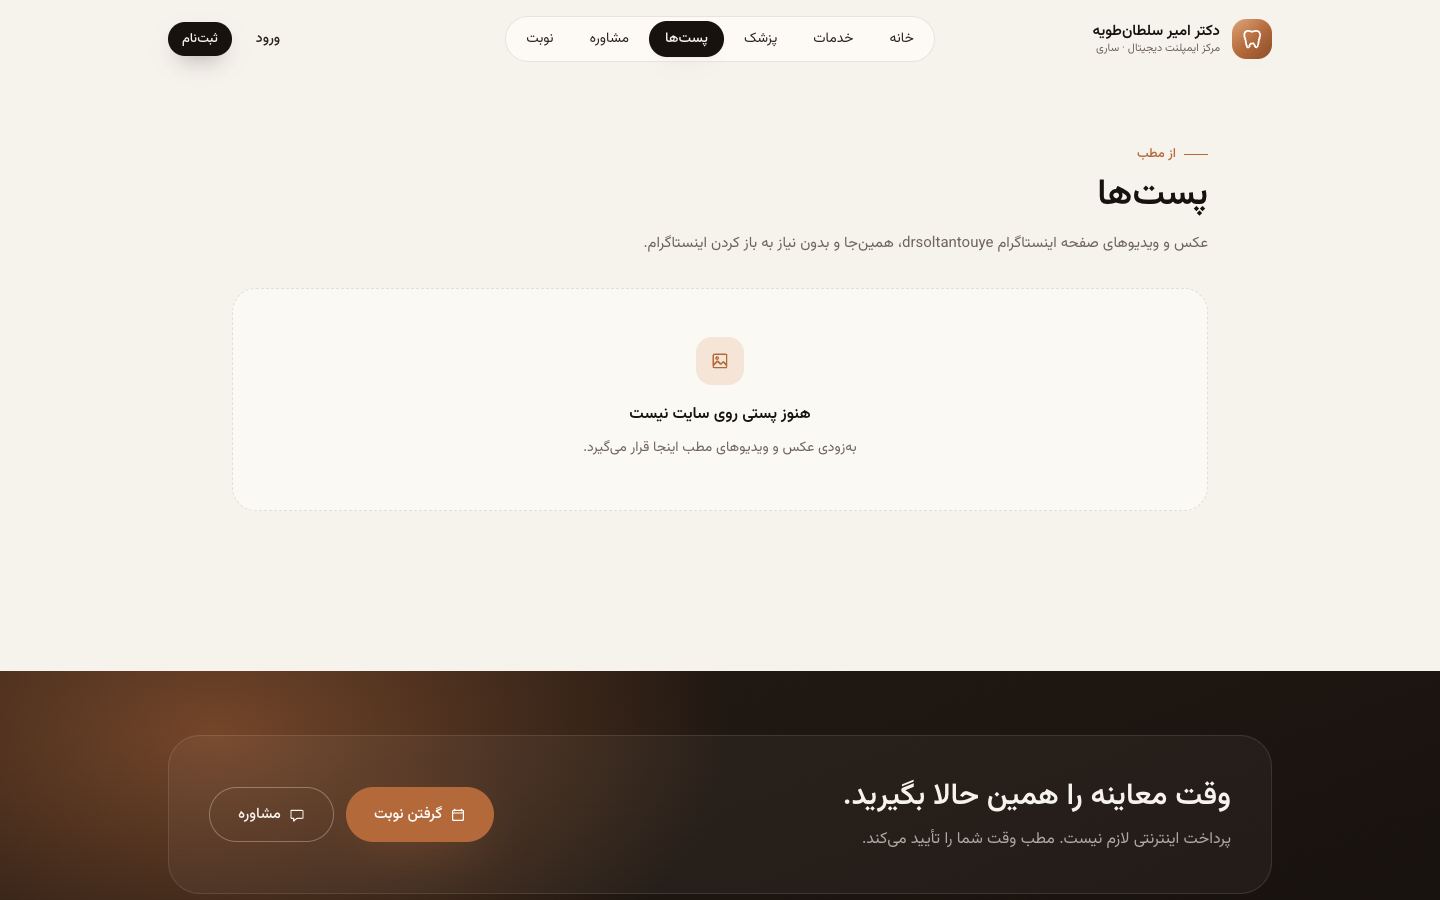 دکتر امیر سلطان‌طویه
مرکز ایمپلنت دیجیتال · ساری
خانه
خدمات
پزشک
پست‌ها
مشاوره
نوبت
ورود
ثبت‌نام
از مطب
پست‌ها
عکس و ویدیوهای صفحه اینستاگرام drsoltantouye، همین‌جا و بدون نیاز به باز کردن اینستاگرام.
هنوز پستی روی سایت نیست
به‌زودی عکس و ویدیوهای مطب اینجا قرار می‌گیرد.
وقت معاینه را همین حالا بگیرید.
پرداخت اینترنتی لازم نیست. مطب وقت شما را تأیید می‌کند.
گرفتن نوبت
مشاوره